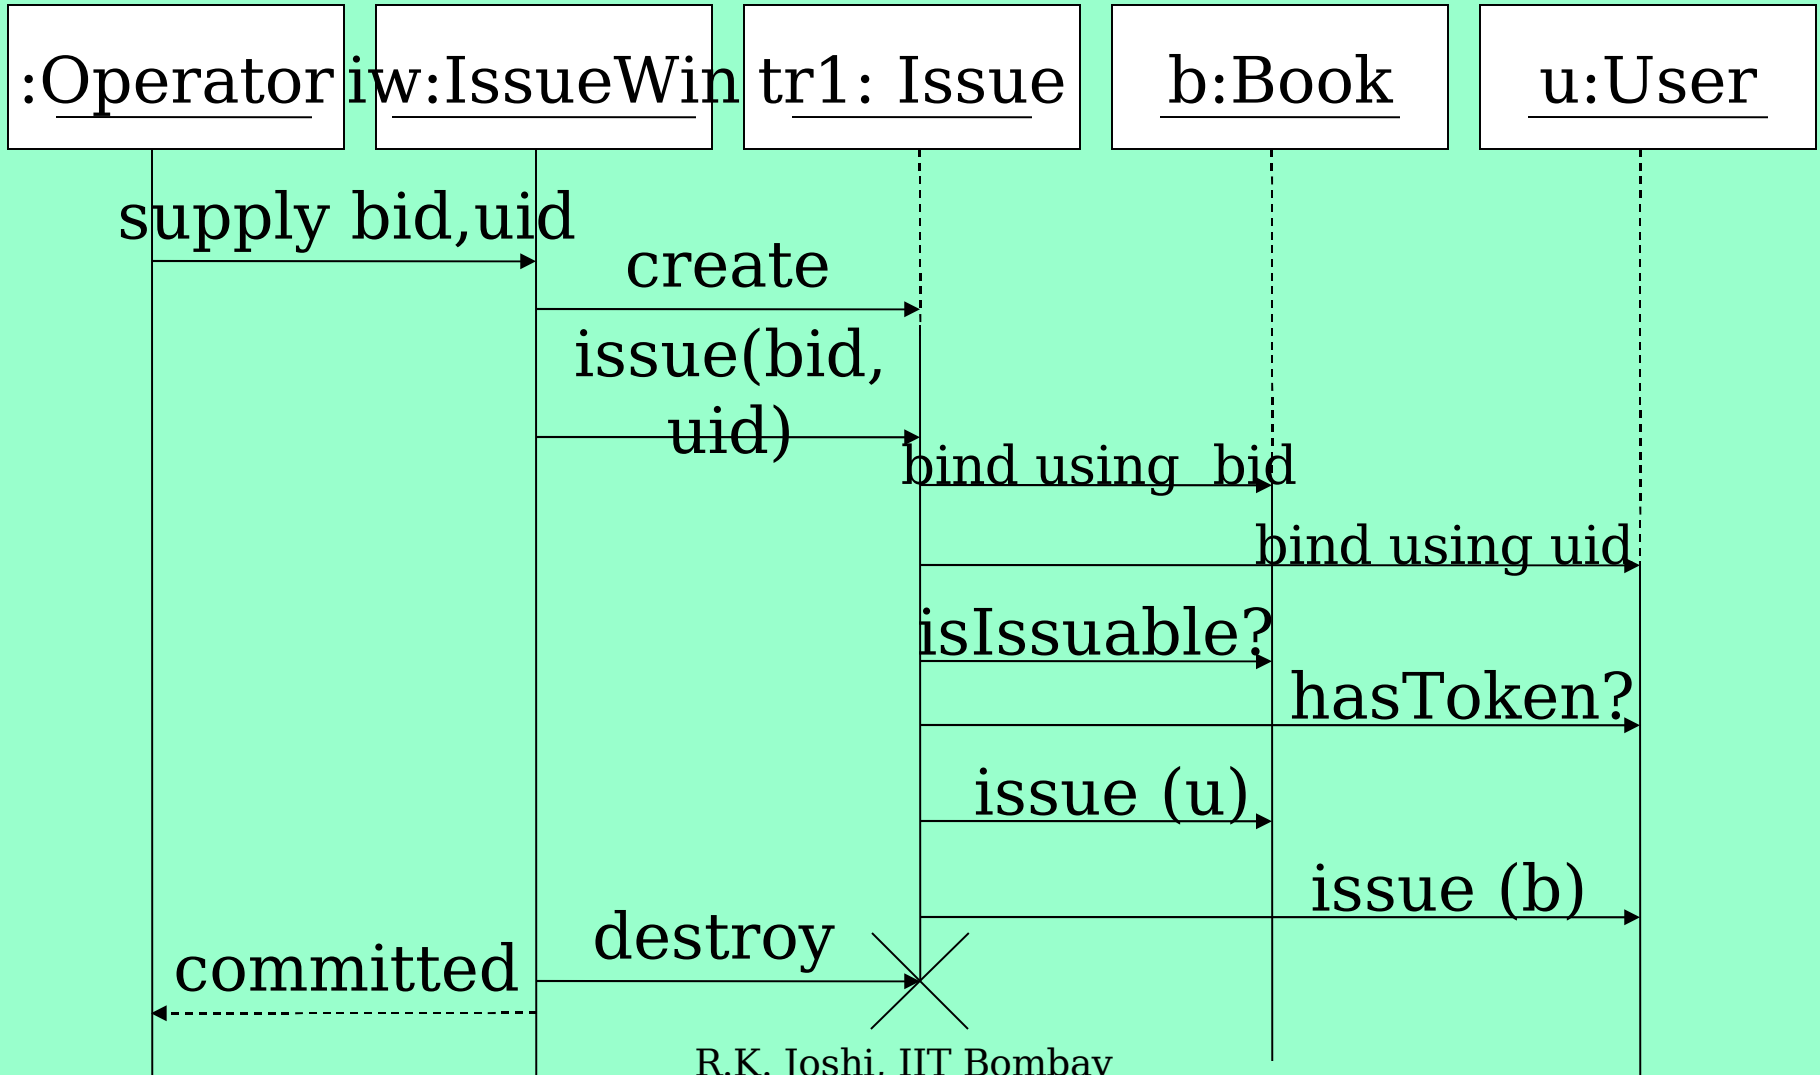 :Operator
iw:IssueWin
tr1: Issue
b:Book
u:User
supply bid,uid
create
issue(bid,
uid)
bind using  bid
bind using uid
isIssuable?
hasToken?
issue (u)
issue (b)
destroy
committed
R.K. Joshi, IIT Bombay